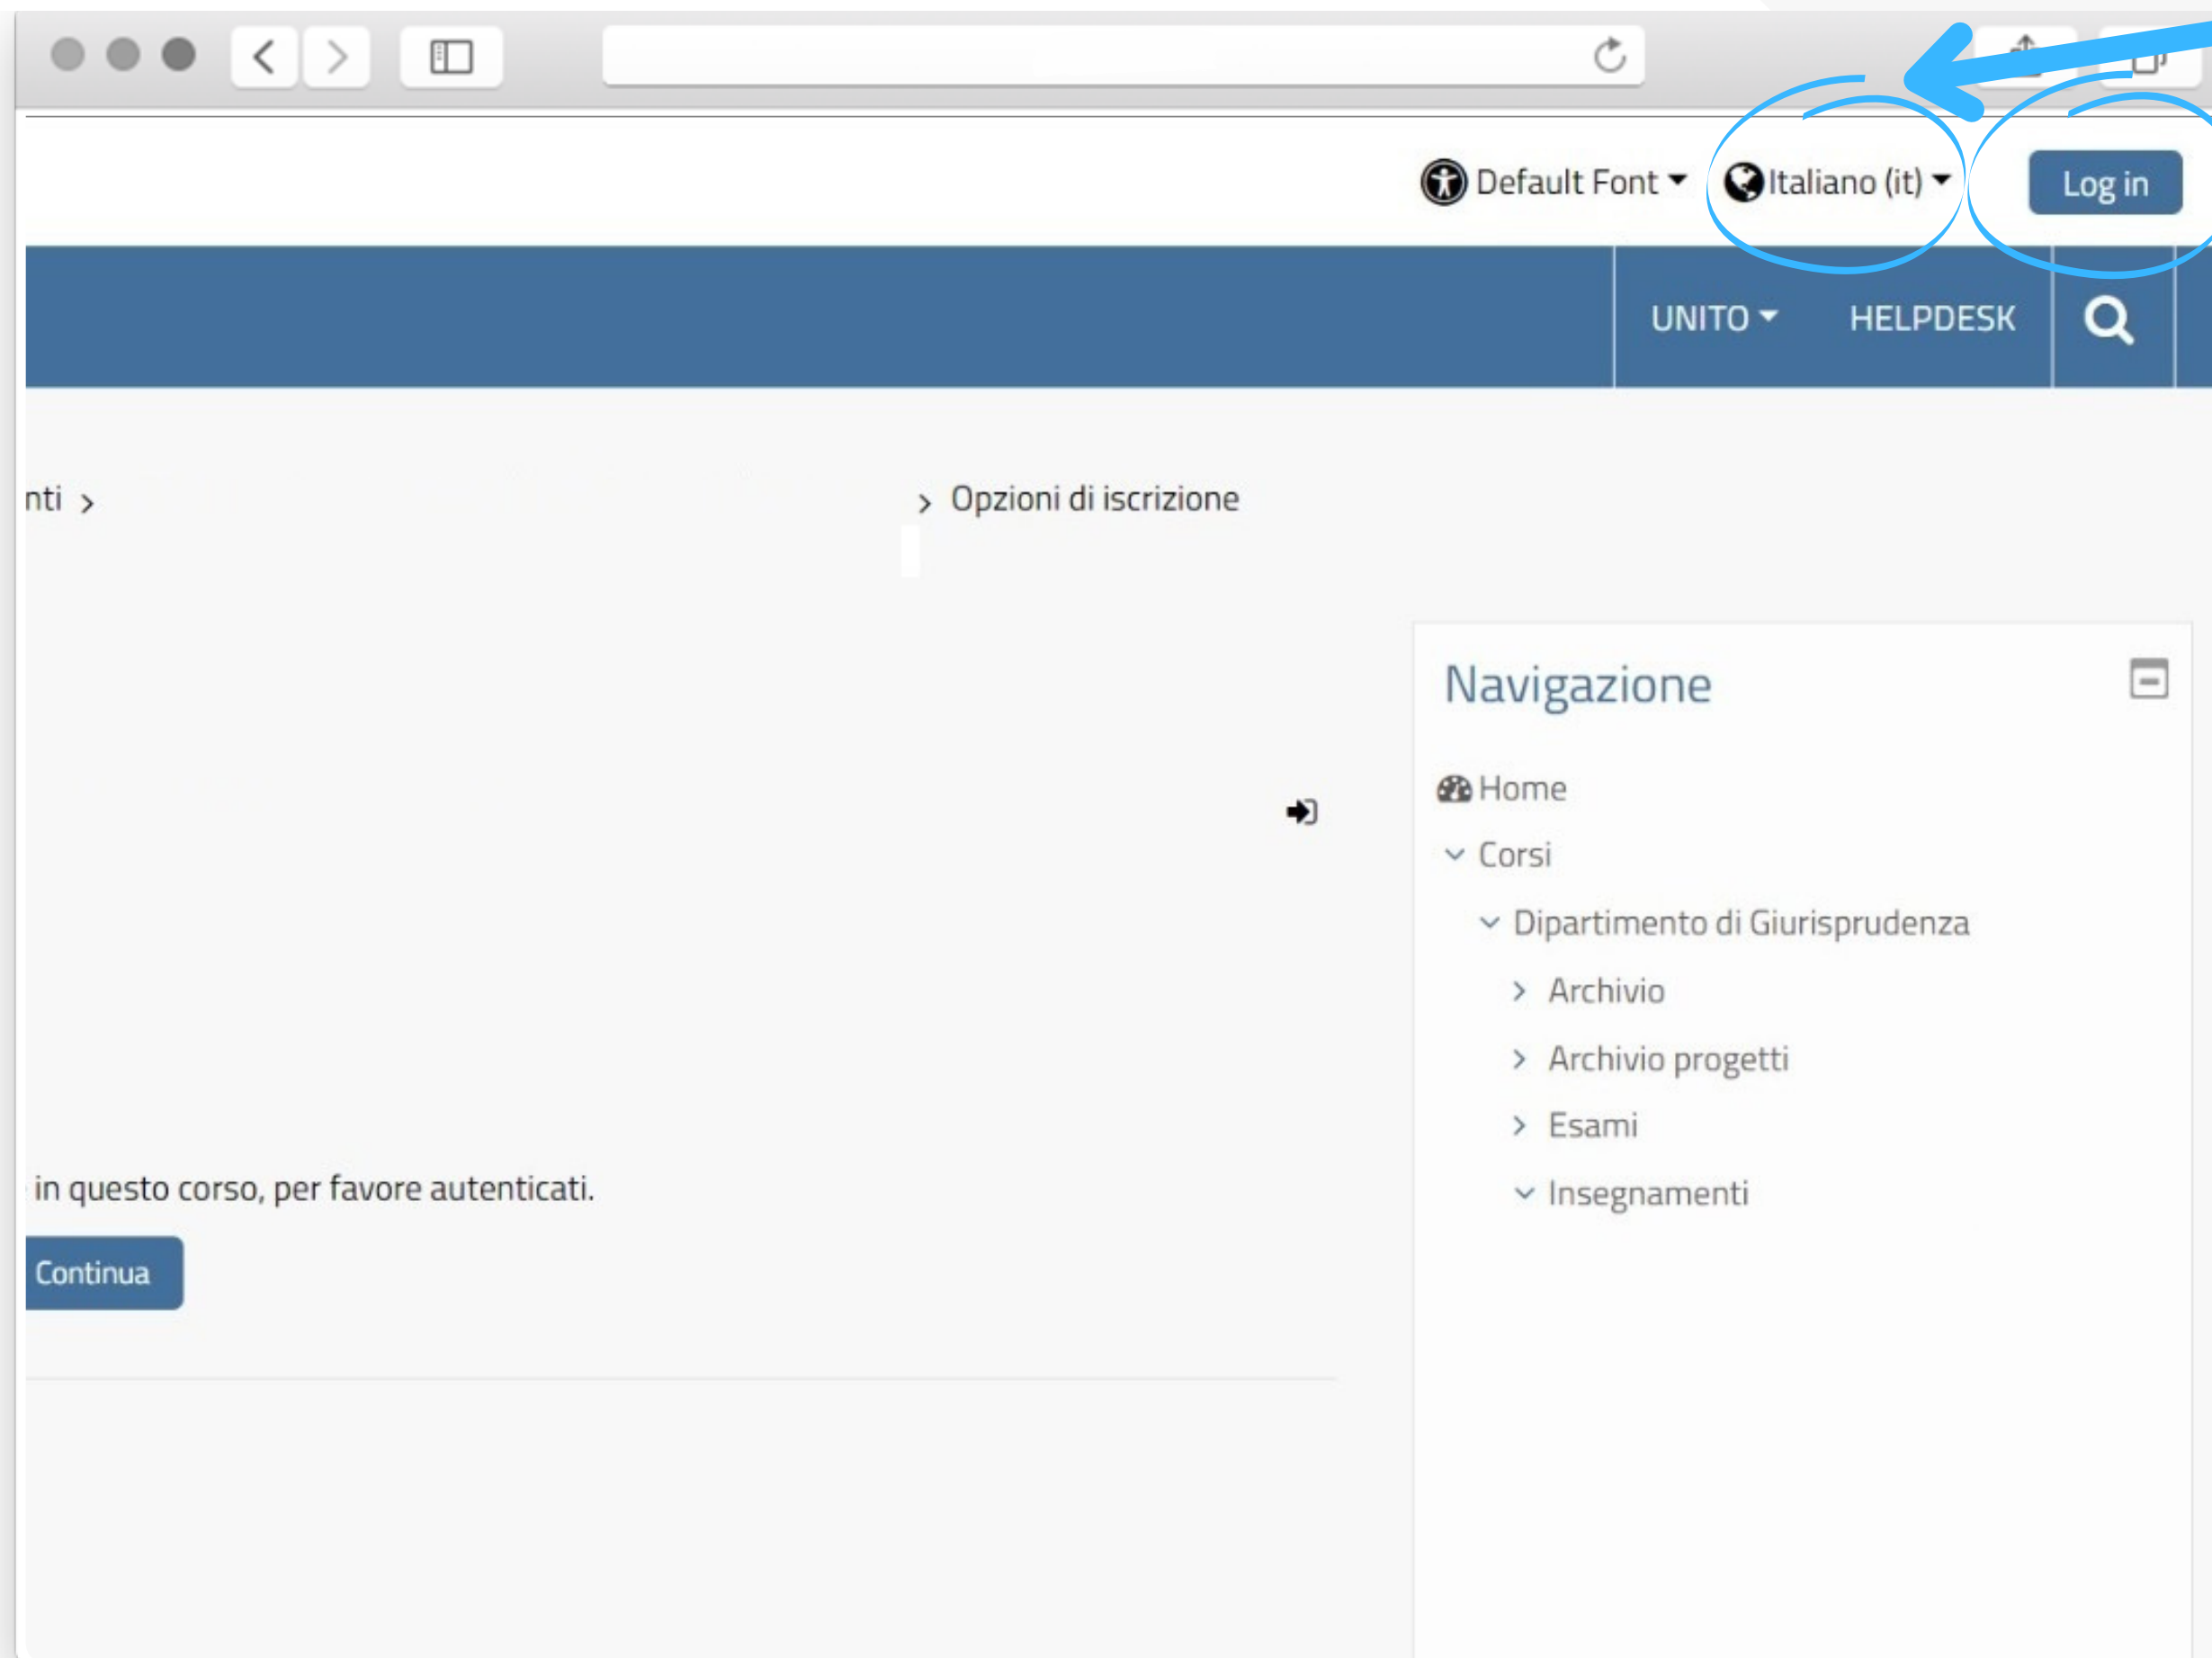 Default Font Italiano (it) Log in
UNITO HELPDESK
nti > > Opzioni di iscrizione
Navigazione
Home
Corsi
Dipartimento di Giurisprudenza
> Archivio
> Archivio progetti
> Esami
Insegnamenti
in questo corso, per favore autenticati.
Continua